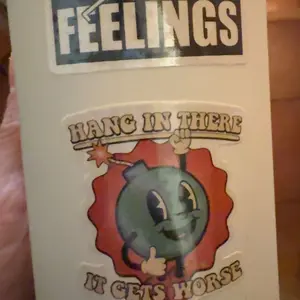 FEELINGS
HANG IN THERE
IT GETS WORSE